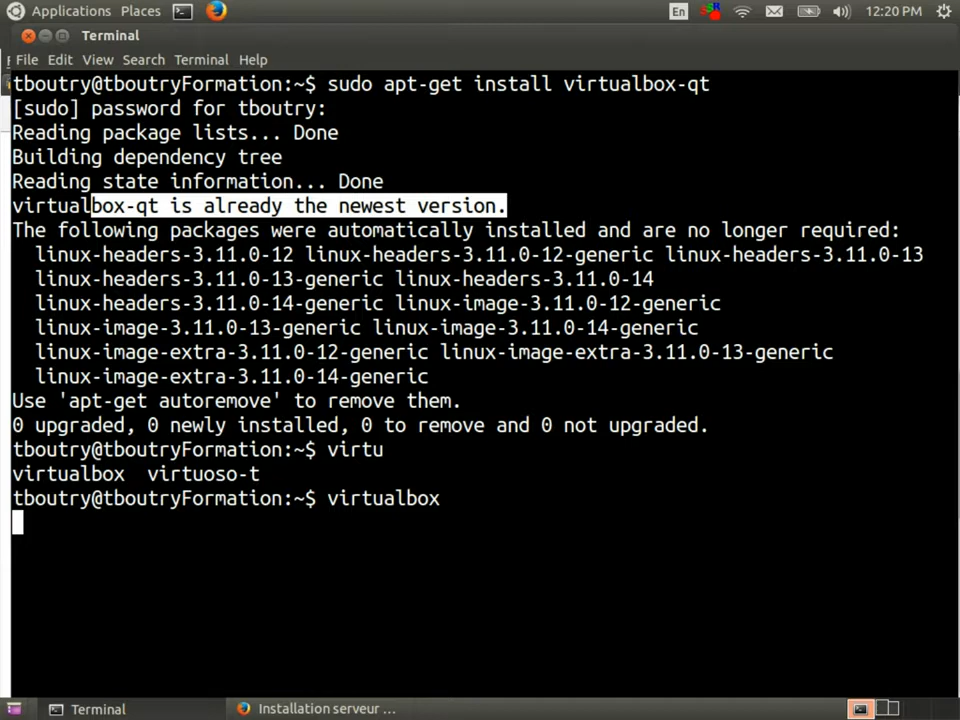 Applications Places En 12:20 PM
Terminal
File Edit View Search Terminal Help
tboutry@tboutryFormation:~$ sudo apt-get install virtualbox-qt
[sudo] password for tboutry:
Reading package lists... Done
Building dependency tree
Reading state information... Done
virtualbox-qt is already the newest version.
The following packages were automatically installed and are no longer required:
linux-headers-3.11.0-12 linux-headers-3.11.0-12-generic linux-headers-3.11.0-13
linux-headers-3.11.0-13-generic linux-headers-3.11.0-14
linux-headers-3.11.0-14-generic linux-image-3.11.0-12-generic
linux-image-3.11.0-13-generic linux-image-3.11.0-14-generic
linux-image-extra-3.11.0-12-generic linux-image-extra-3.11.0-13-generic
linux-image-extra-3.11.0-14-generic
Use 'apt-get autoremove' to remove them.
0 upgraded, 0 newly installed, 0 to remove and 0 not upgraded.
tboutry@tboutryFormation:~$ virtu
virtualbox virtuoso-t
tboutry@tboutryFormation:~$ virtualbox
Terminal Installation serveur ...